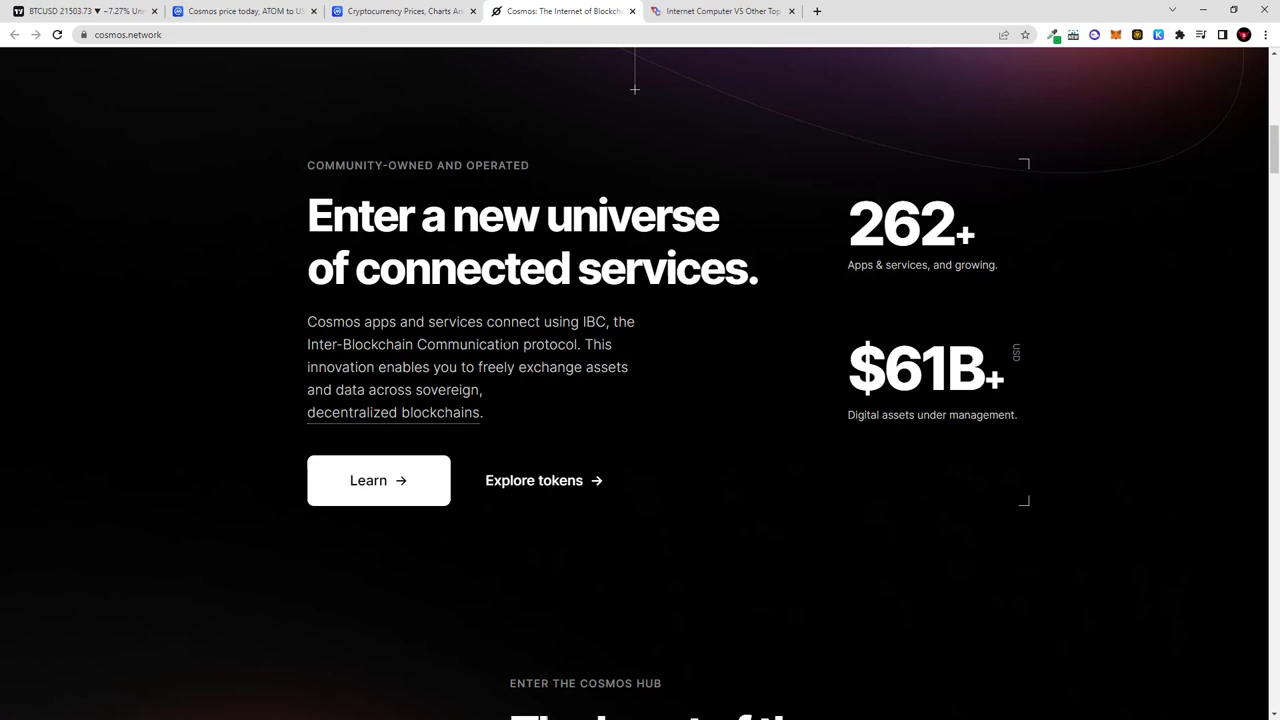 BTCUSD 21503.73 ▼ −7.27% Un
Cosmos price today, ATOM to US
Cryptocurrency Prices, Charts An
Cosmos: The Internet of Blockch
Internet Computer VS Other Top
cosmos.network
COMMUNITY-OWNED AND OPERATED
Enter a new universe
of connected services.
Cosmos apps and services connect using IBC, the
Inter-Blockchain Communication protocol. This
innovation enables you to freely exchange assets
and data across sovereign,
decentralized blockchains.
Learn →
Explore tokens →
262+
Apps & services, and growing.
$61B+
USD
Digital assets under management.
ENTER THE COSMOS HUB